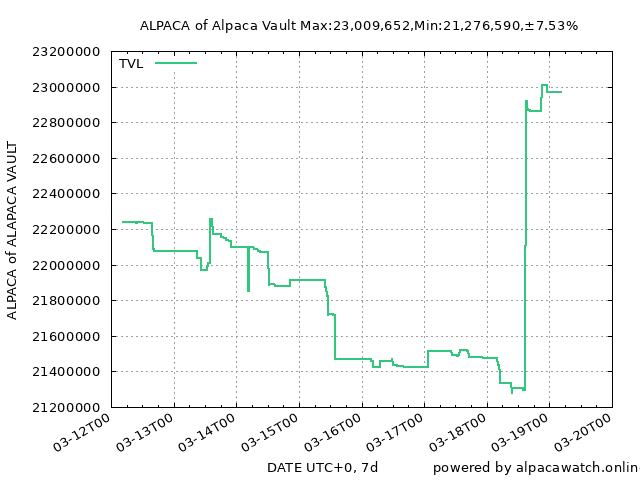 ALPACA of Alpaca Vault Max:23,009,652,Min:21,276,590,±7.53%
TVL
ALPACA of ALAPACA VAULT
23200000
23000000
22800000
22600000
22400000
22200000
22000000
21800000
21600000
21400000
21200000
03-12T00
03-13T00
03-14T00
03-15T00
03-16T00
03-17T00
03-18T00
03-19T00
03-20T00
DATE UTC+0, 7d
powered by alpacawatch.online